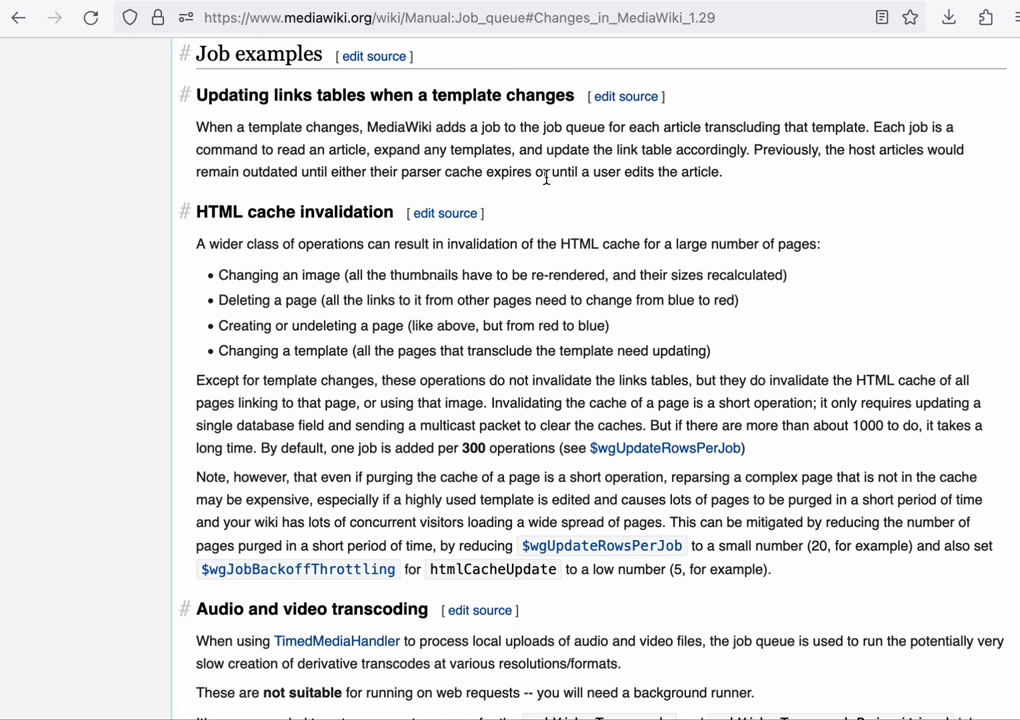 https://www.mediawiki.org/wiki/Manual:Job_queue#Changes_in_MediaWiki_1.29
# Job examples [ edit source ]
# Updating links tables when a template changes [ edit source ]
When a template changes, MediaWiki adds a job to the job queue for each article transcluding that template. Each job is a
command to read an article, expand any templates, and update the link table accordingly. Previously, the host articles would
remain outdated until either their parser cache expires or until a user edits the article.
# HTML cache invalidation [ edit source ]
A wider class of operations can result in invalidation of the HTML cache for a large number of pages:
• Changing an image (all the thumbnails have to be re-rendered, and their sizes recalculated)
• Deleting a page (all the links to it from other pages need to change from blue to red)
• Creating or undeleting a page (like above, but from red to blue)
• Changing a template (all the pages that transclude the template need updating)
Except for template changes, these operations do not invalidate the links tables, but they do invalidate the HTML cache of all
pages linking to that page, or using that image. Invalidating the cache of a page is a short operation; it only requires updating a
single database field and sending a multicast packet to clear the caches. But if there are more than about 1000 to do, it takes a
long time. By default, one job is added per 300 operations (see $wgUpdateRowsPerJob)
Note, however, that even if purging the cache of a page is a short operation, reparsing a complex page that is not in the cache
may be expensive, especially if a highly used template is edited and causes lots of pages to be purged in a short period of time
and your wiki has lots of concurrent visitors loading a wide spread of pages. This can be mitigated by reducing the number of
pages purged in a short period of time, by reducing $wgUpdateRowsPerJob to a small number (20, for example) and also set
$wgJobBackoffThrottling for htmlCacheUpdate to a low number (5, for example).
# Audio and video transcoding [ edit source ]
When using TimedMediaHandler to process local uploads of audio and video files, the job queue is used to run the potentially very
slow creation of derivative transcodes at various resolutions/formats.
These are not suitable for running on web requests -- you will need a background runner.